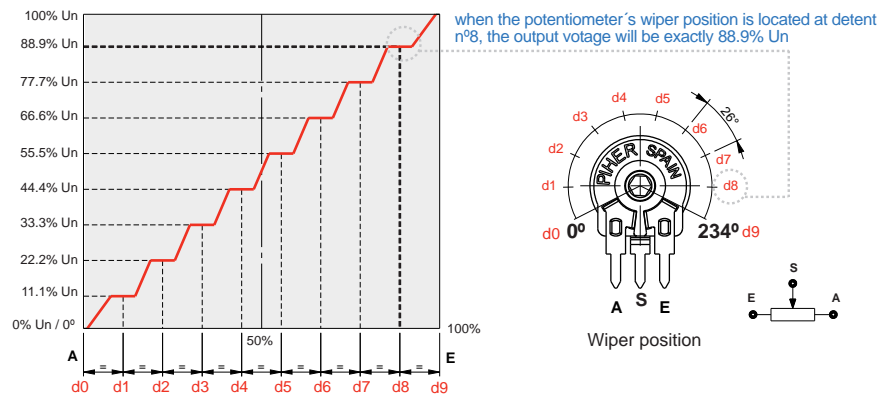 when the potentiometer´s wiper position is located at detent
nº8, the output votage will be exactly 88.9% Un
100% Un
88.9% Un
77.7% Un
66.6% Un
55.5% Un
44.4% Un
33.3% Un
22.2% Un
11.1% Un
0% Un / 0º
50%
100%
A
E
= = = = = = = = =
d0 d1 d2 d3 d4 d5 d6 d7 d8 d9
d0
0º
d1
d2
d3
d4
d5
d6
d7
d8
234º
d9
26º
PIHER SPAIN
A S E
Wiper position
S
E
A